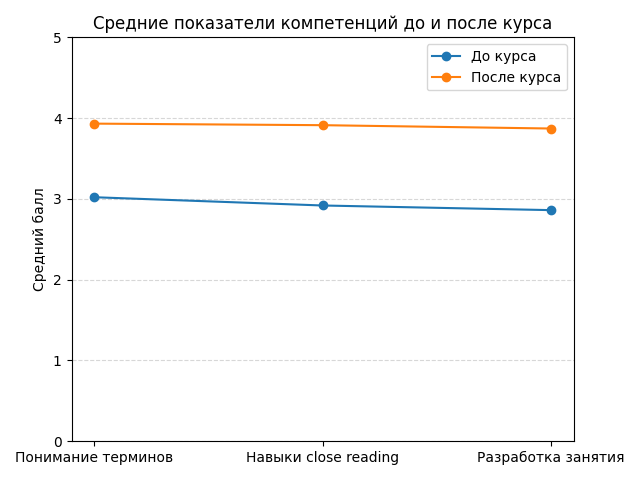 Средние показатели компетенций до и после курса
До курса
После курса
Средний балл
5
4
3
2
1
0
Понимание терминов
Навыки close reading
Разработка занятия